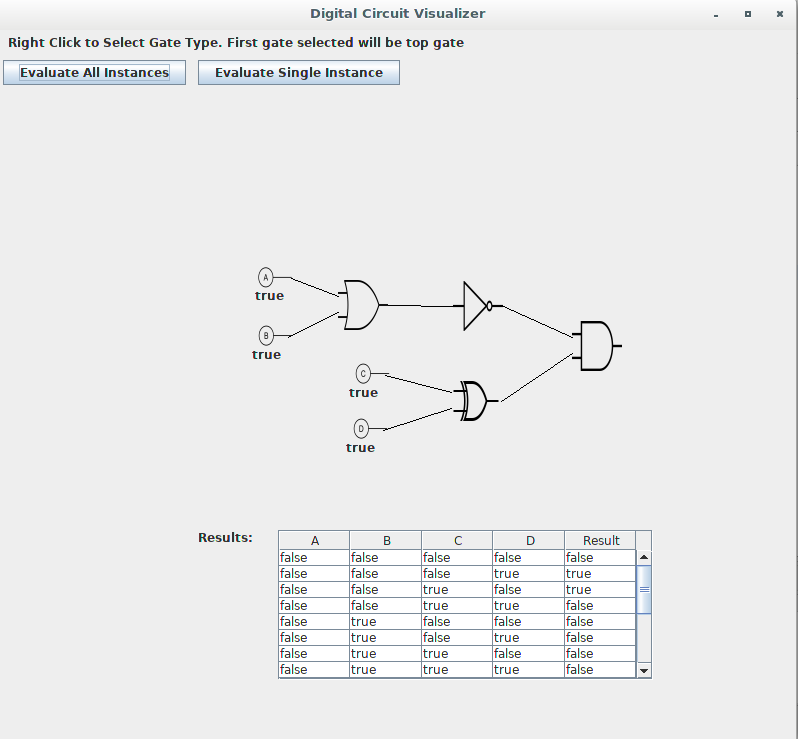 Digital Circuit Visualizer
Right Click to Select Gate Type. First gate selected will be top gate
Evaluate All Instances Evaluate Single Instance
A
true
B
true
C
true
D
true
Results:
A B C D Result
false false false false false
false false false true true
false false true false true
false false true true false
false true false false false
false true false true false
false true true false false
false true true true false